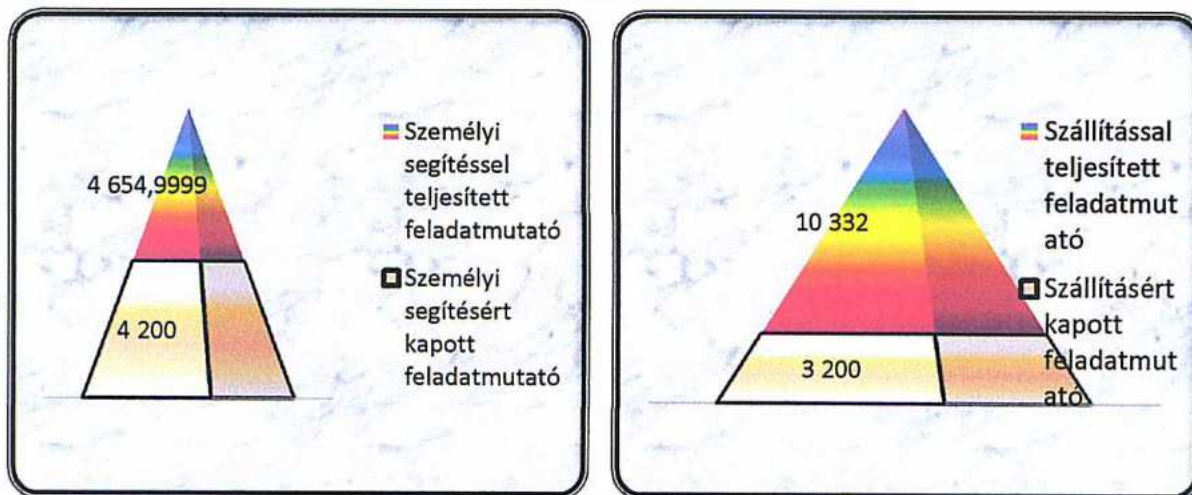 4 654,9999
4 200
Személyi
segítéssel
teljesített
feladatmutató
Személyi
segítésért
kapott
feladatmutató
10 332
3 200
Szállítással
teljesített
feladatmut
ató
Szállításért
kapott
feladatmut
ató